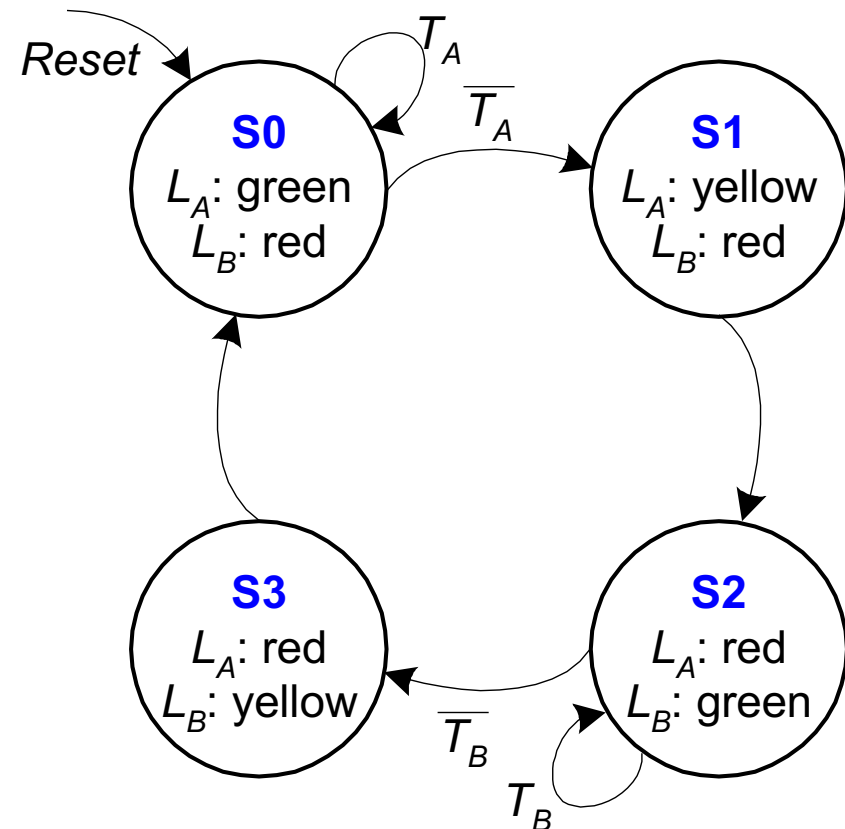 Reset
T_A
T̅_A
S0
L_A: green
L_B: red
S1
L_A: yellow
L_B: red
S3
L_A: red
L_B: yellow
S2
L_A: red
L_B: green
T̅_B
T_B